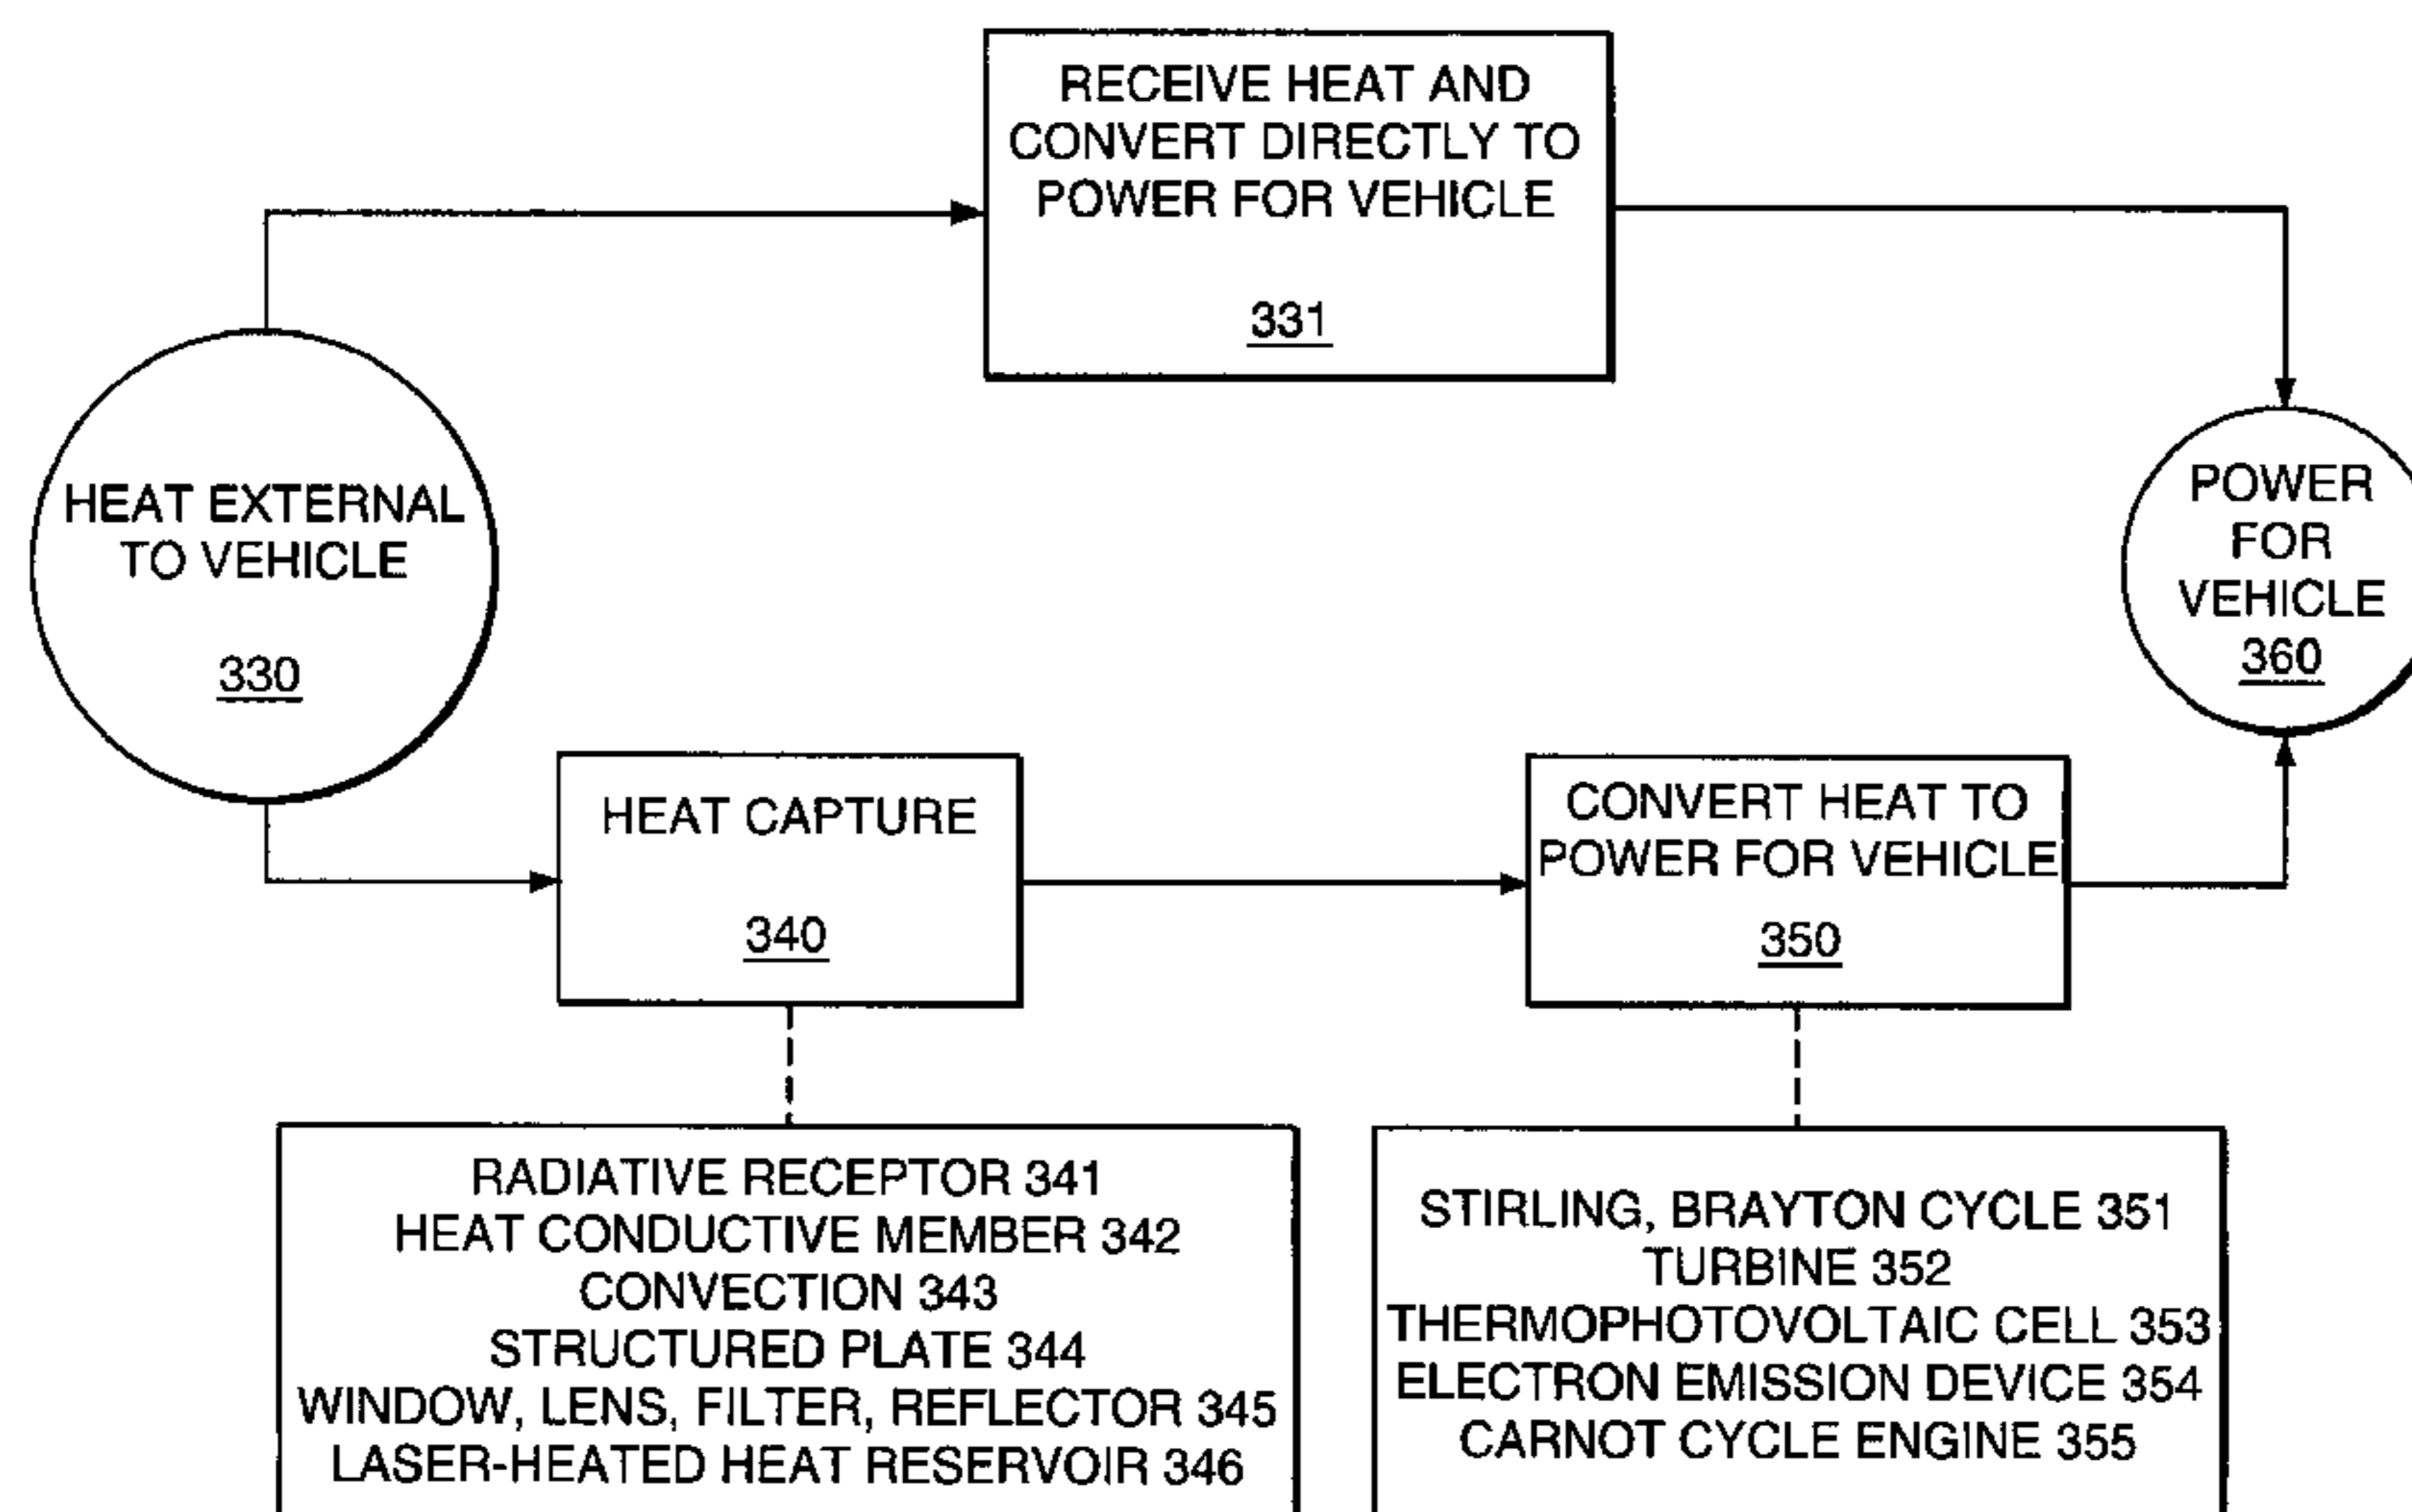 RECEIVE HEAT AND
CONVERT DIRECTLY TO
POWER FOR VEHICLE
331
HEAT EXTERNAL
TO VEHICLE
330
POWER
FOR
VEHICLE
360
HEAT CAPTURE
340
CONVERT HEAT TO
POWER FOR VEHICLE
350
RADIATIVE RECEPTOR 341
HEAT CONDUCTIVE MEMBER 342
CONVECTION 343
STRUCTURED PLATE 344
WINDOW, LENS, FILTER, REFLECTOR 345
LASER-HEATED HEAT RESERVOIR 346
STIRLING, BRAYTON CYCLE 351
TURBINE 352
THERMOPHOTOVOLTAIC CELL 353
ELECTRON EMISSION DEVICE 354
CARNOT CYCLE ENGINE 355